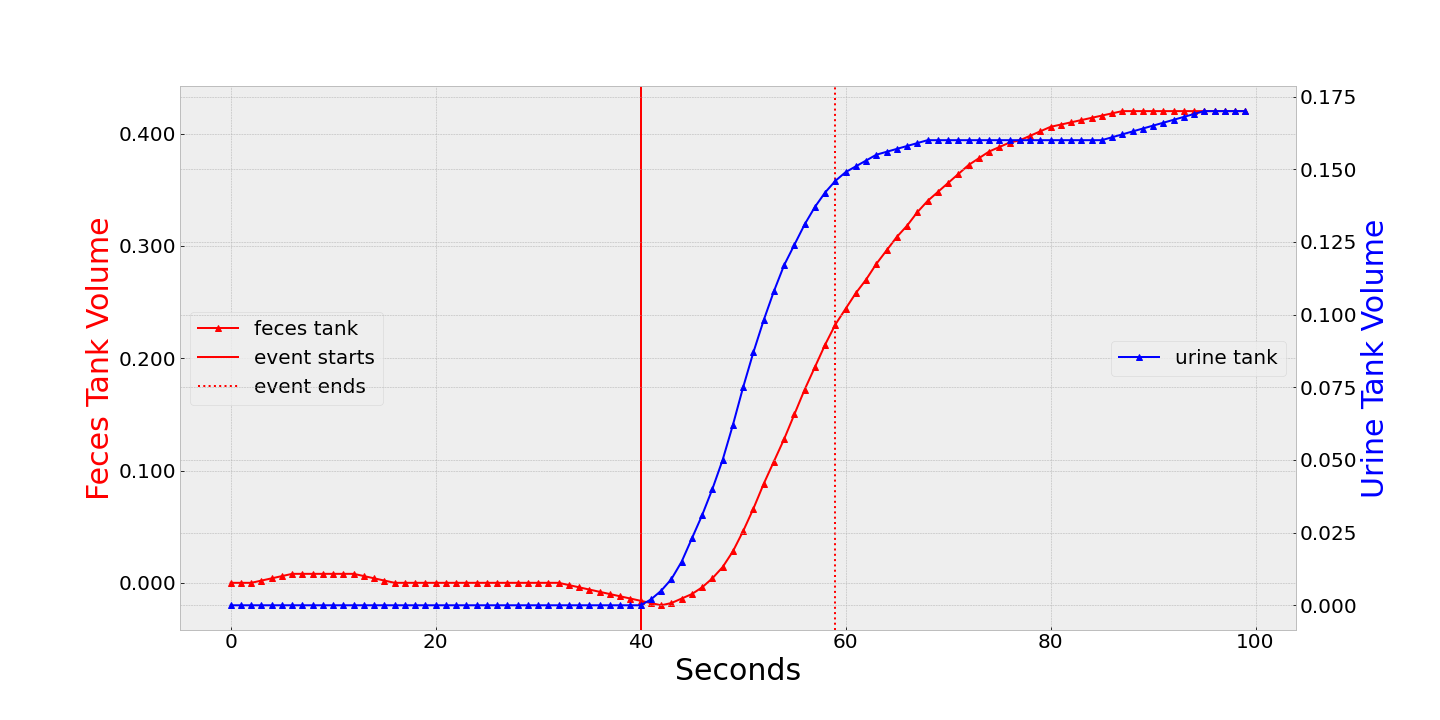 Feces Tank Volume
0.400
0.300
0.200
0.100
0.000
feces tank
event starts
event ends
urine tank
0.175
0.150
0.125
0.100
0.075
0.050
0.025
0.000
Urine Tank Volume
0 20 40 60 80 100
Seconds